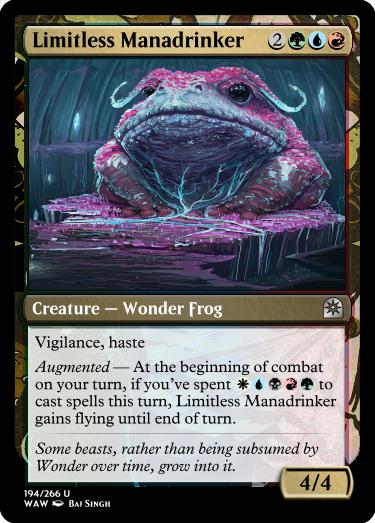 Limitless Manadrinker 2
Creature — Wonder Frog
Vigilance, haste
Augmented — At the beginning of combat
on your turn, if you've spent to
cast spells this turn, Limitless Manadrinker
gains flying until end of turn.
Some beasts, rather than being subsumed by
Wonder over time, grow into it.
4/4
194/266 U
WAW Baj Singh